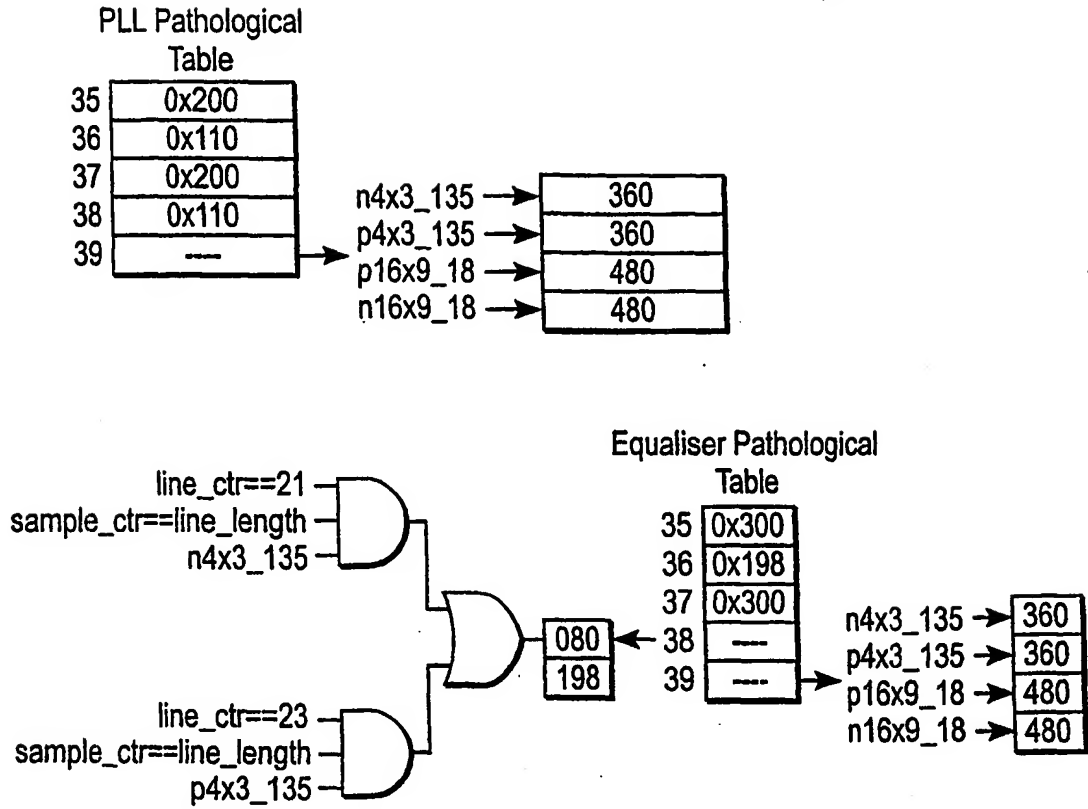 PLL Pathological
Table
35 0x200
36 0x110
37 0x200
38 0x110
39 ----
n4x3_135 360
p4x3_135 360
p16x9_18 480
n16x9_18 480
line_ctr==21
sample_ctr==line_length
n4x3_135
line_ctr==23
sample_ctr==line_length
p4x3_135
080
198
Equaliser Pathological
Table
35 0x300
36 0x198
37 0x300
38 ----
39 ----
n4x3_135 360
p4x3_135 360
p16x9_18 480
n16x9_18 480